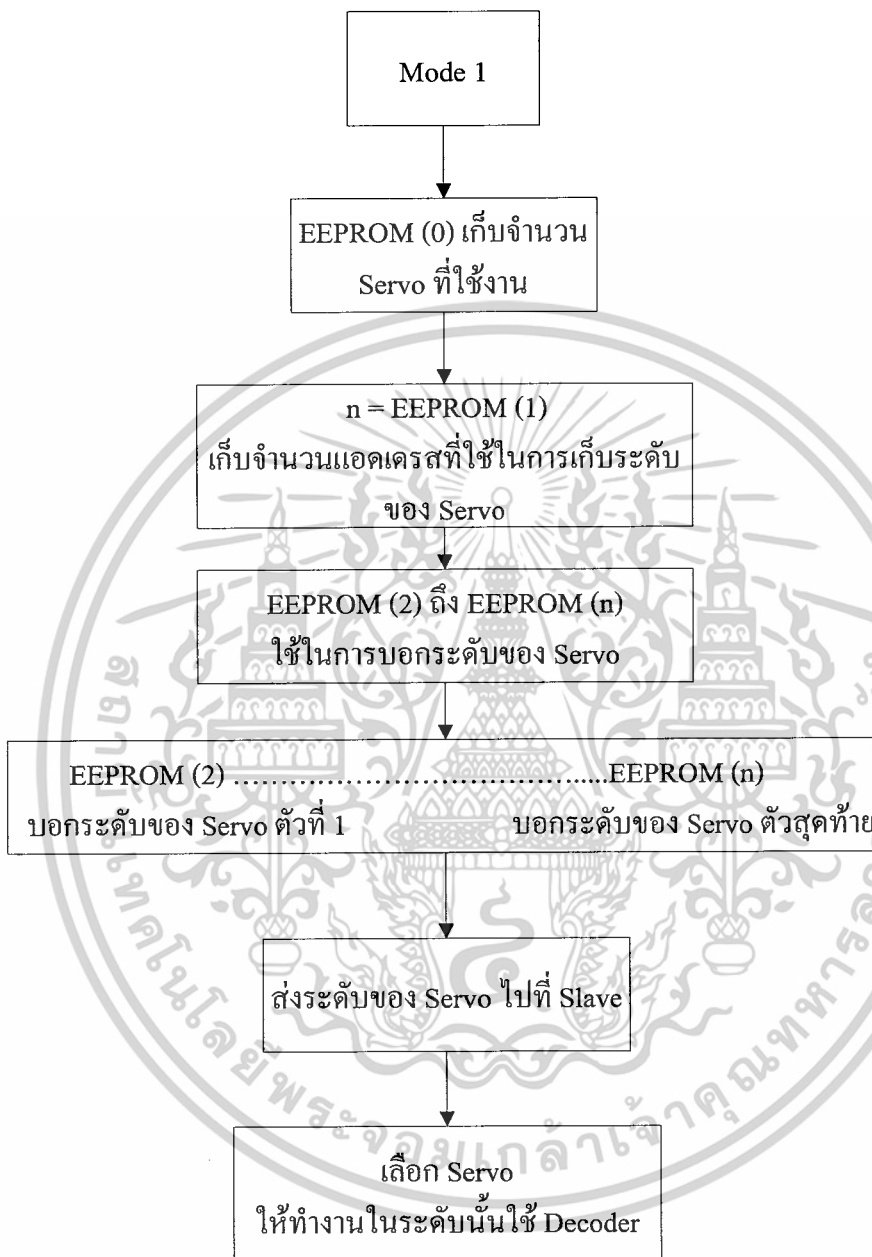 Mode 1
EEPROM (0) เก็บจำนวน
Servo ที่ใช้งาน
n = EEPROM (1)
เก็บจำนวนแอดเดรสที่ใช้ในการเก็บระดับ
ของ Servo
EEPROM (2) ถึง EEPROM (n)
ใช้ในการบอกระดับของ Servo
EEPROM (2) ............................................EEPROM (n)
บอกระดับของ Servo ตัวที่ 1 บอกระดับของ Servo ตัวสุดท้าย
ส่งระดับของ Servo ไปที่ Slave
เลือก Servo
ให้ทำงานในระดับนั้นใช้ Decoder